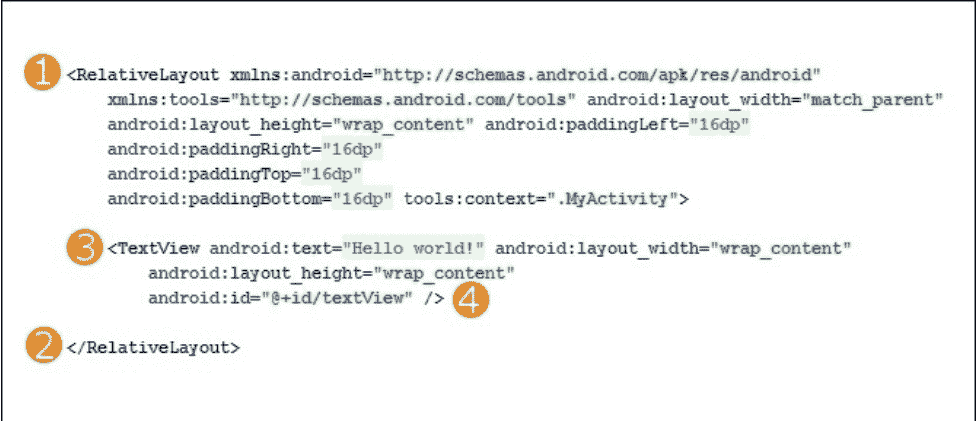 1 <RelativeLayout xmlns:android="http://schemas.android.com/apk/res/android"
xmlns:tools="http://schemas.android.com/tools" android:layout_width="match_parent"
android:layout_height="wrap_content" android:paddingLeft="16dp"
android:paddingRight="16dp"
android:paddingTop="16dp"
android:paddingBottom="16dp" tools:context=".MyActivity">
3 <TextView android:text="Hello world!" android:layout_width="wrap_content"
android:layout_height="wrap_content"
android:id="@+id/textView" /> 4
2 </RelativeLayout>